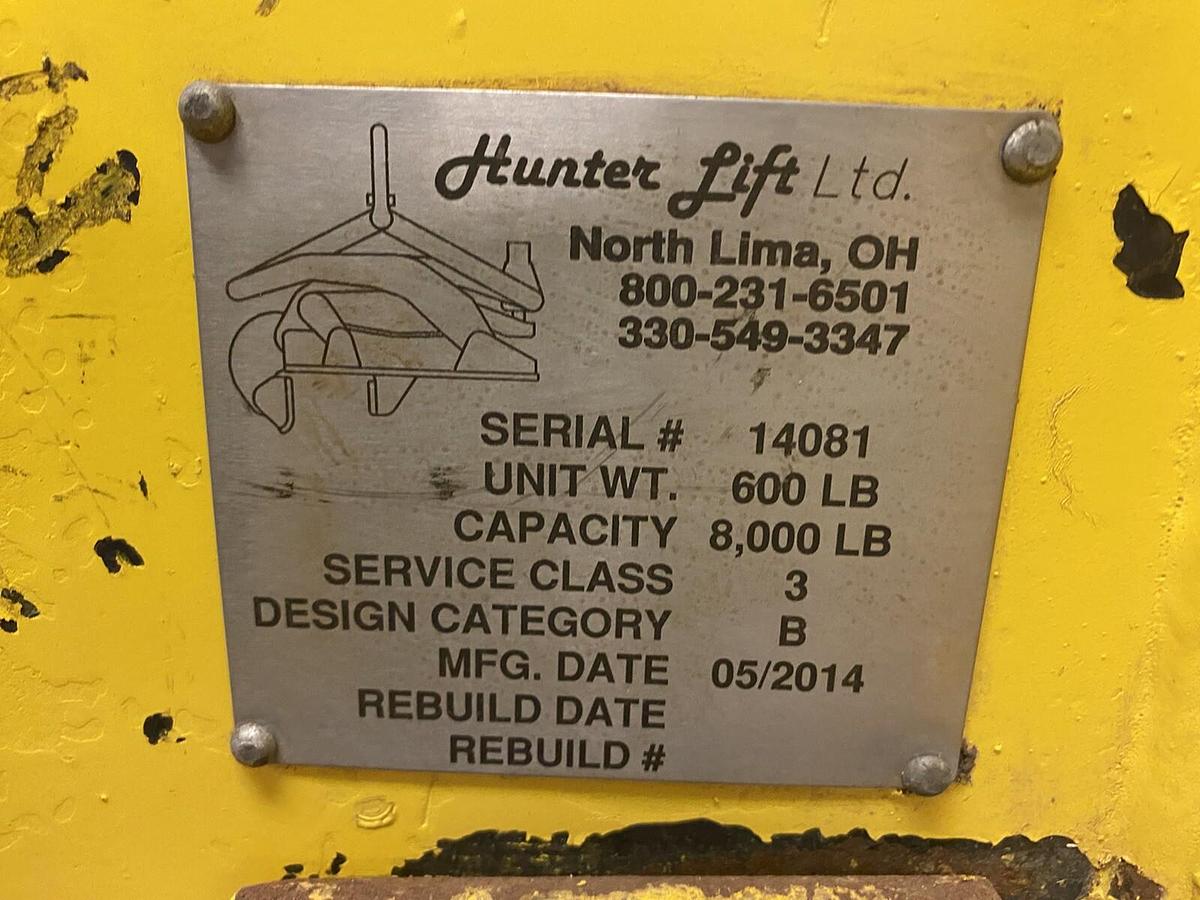 Hunter Lift Ltd.
North Lima, OH
800-231-6501
330-549-3347
SERIAL # 14081
UNIT WT. 600 LB
CAPACITY 8,000 LB
SERVICE CLASS 3
DESIGN CATEGORY B
MFG. DATE 05/2014
REBUILD DATE
REBUILD #